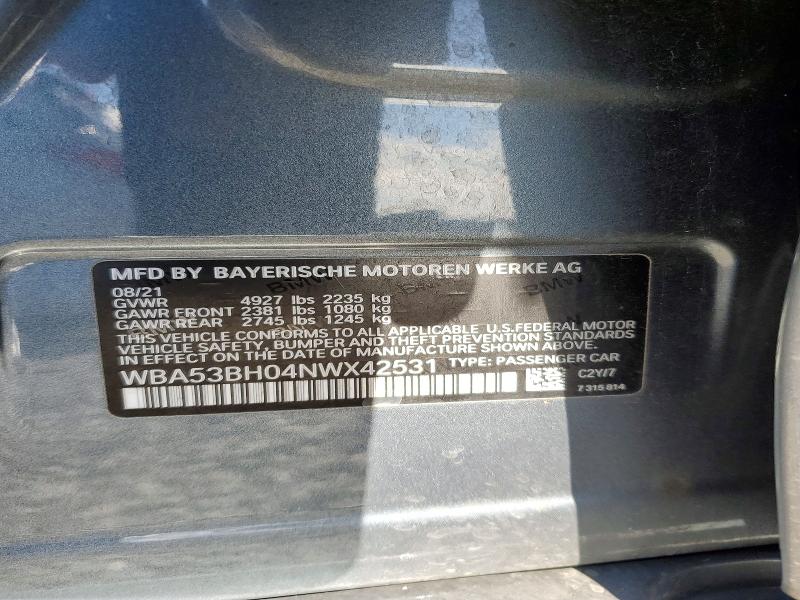 MFD BY BAYERISCHE MOTOREN WERKE AG
08/21
GVWR 4927 lbs 2235 kg
GAWR FRONT 2381 lbs 1080 kg
GAWR REAR 2745 lbs 1245 kg
THIS VEHICLE CONFORMS TO ALL APPLICABLE U.S.FEDERAL MOTOR
VEHICLE SAFETY, BUMPER AND THEFT PREVENTION STANDARDS
IN EFFECT ON THE DATE OF MANUFACTURE SHOWN ABOVE.
WBA53BH04NWX42531 TYPE: PASSENGER CAR
C2Y/7
7 315 814